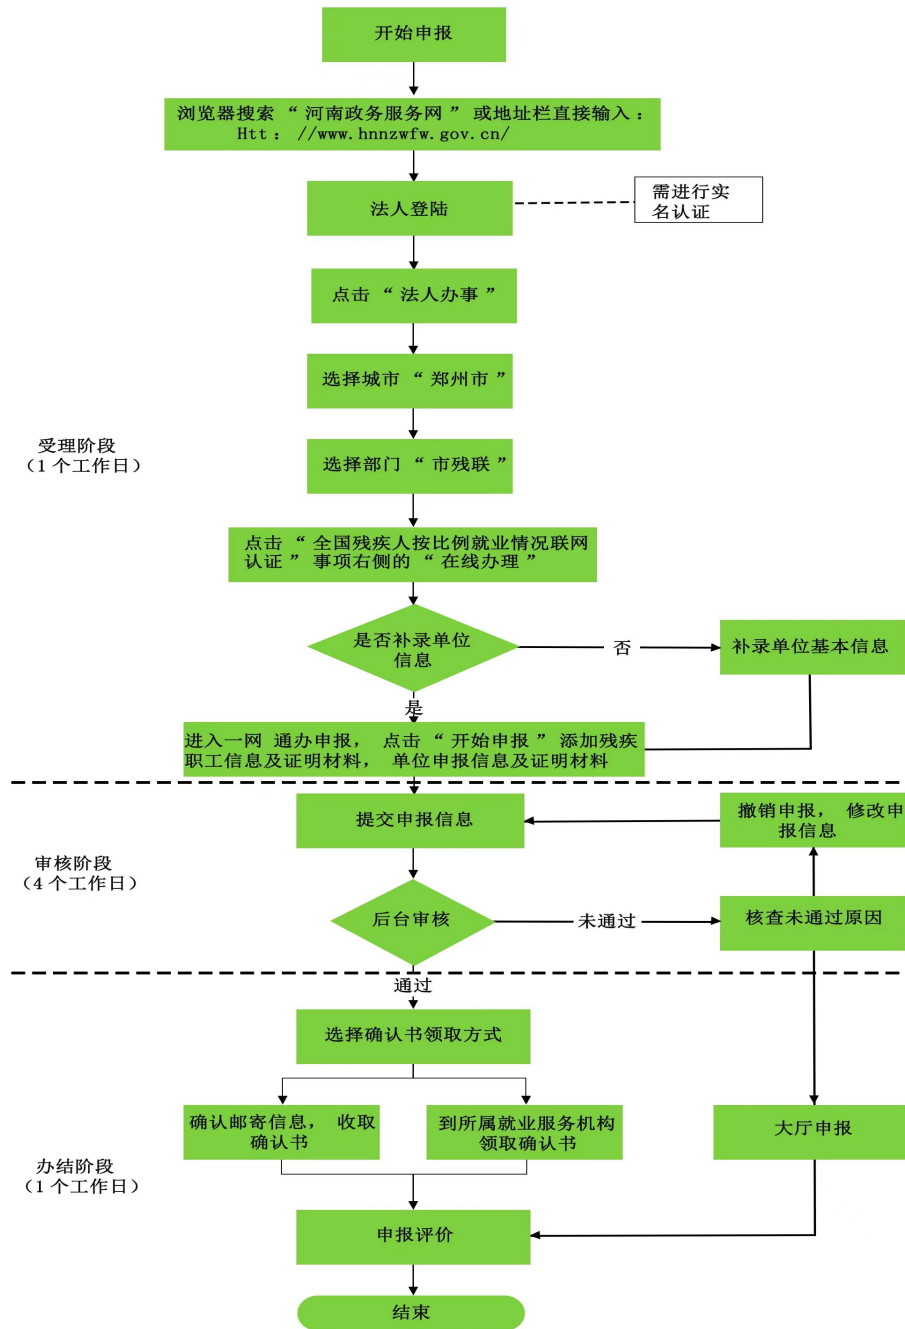 开始申报
浏览器搜索“河南政务服务网”或地址栏直接输入：
Htt：//www.hnnzwfw.gov.cn/
法人登陆
需进行实
名认证
点击“法人办事”
选择城市“郑州市”
受理阶段
（1个工作日）
选择部门“市残联”
点击“全国残疾人按比例就业情况联网
认证”事项右侧的“在线办理”
是否补录单位
信息
否
补录单位基本信息
是
进入一网 通办申报， 点击“开始申报”添加残疾
职工信息及证明材料， 单位申报信息及证明材料
提交申报信息
撤销申报， 修改申
报信息
审核阶段
（4个工作日）
后台审核
未通过
核查未通过原因
通过
选择确认书领取方式
确认邮寄信息， 收取
确认书
到所属就业服务机构
领取确认书
大厅申报
办结阶段
（1个工作日）
申报评价
结束